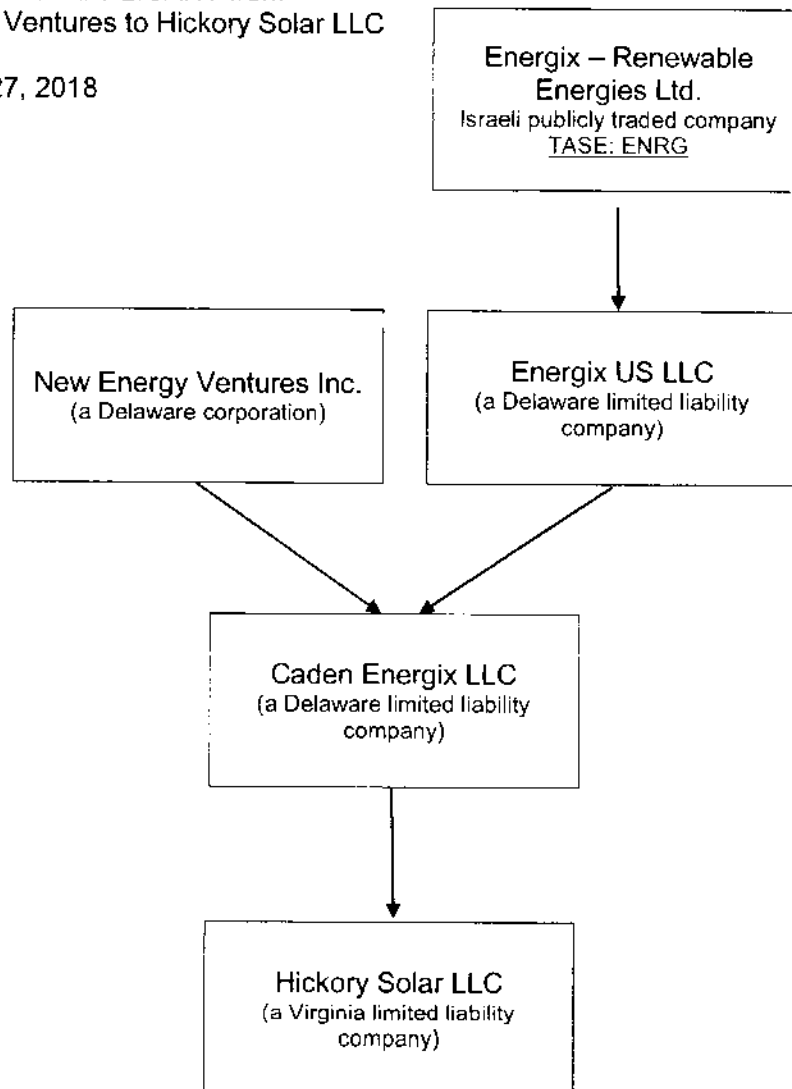 Ventures to Hickory Solar LLC
27, 2018
Energix – Renewable
Energies Ltd.
Israeli publicly traded company
TASE: ENRG
New Energy Ventures Inc.
(a Delaware corporation)
Energix US LLC
(a Delaware limited liability
company)
Caden Energix LLC
(a Delaware limited liability
company)
Hickory Solar LLC
(a Virginia limited liability
company)